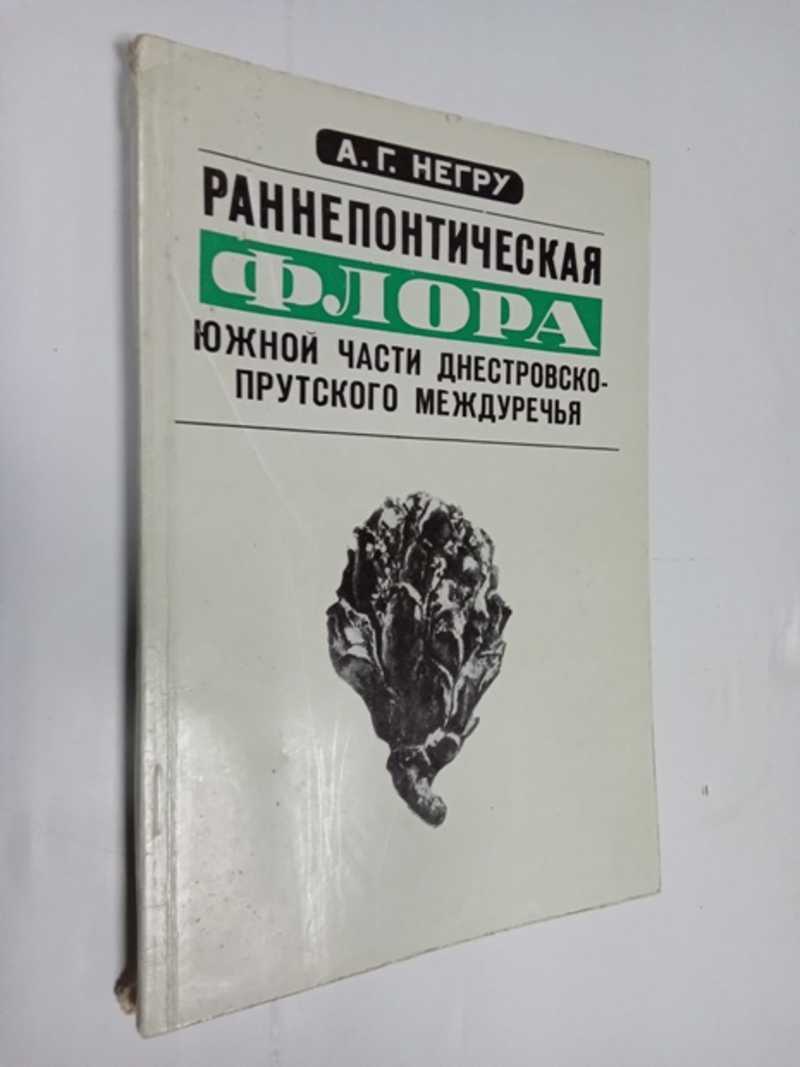 А. Г. НЕГРУ
РАННЕПОНТИЧЕСКАЯ
ФЛОРА
ЮЖНОЙ ЧАСТИ ДНЕСТРОВСКО-
ПРУТСКОГО МЕЖДУРЕЧЬЯ